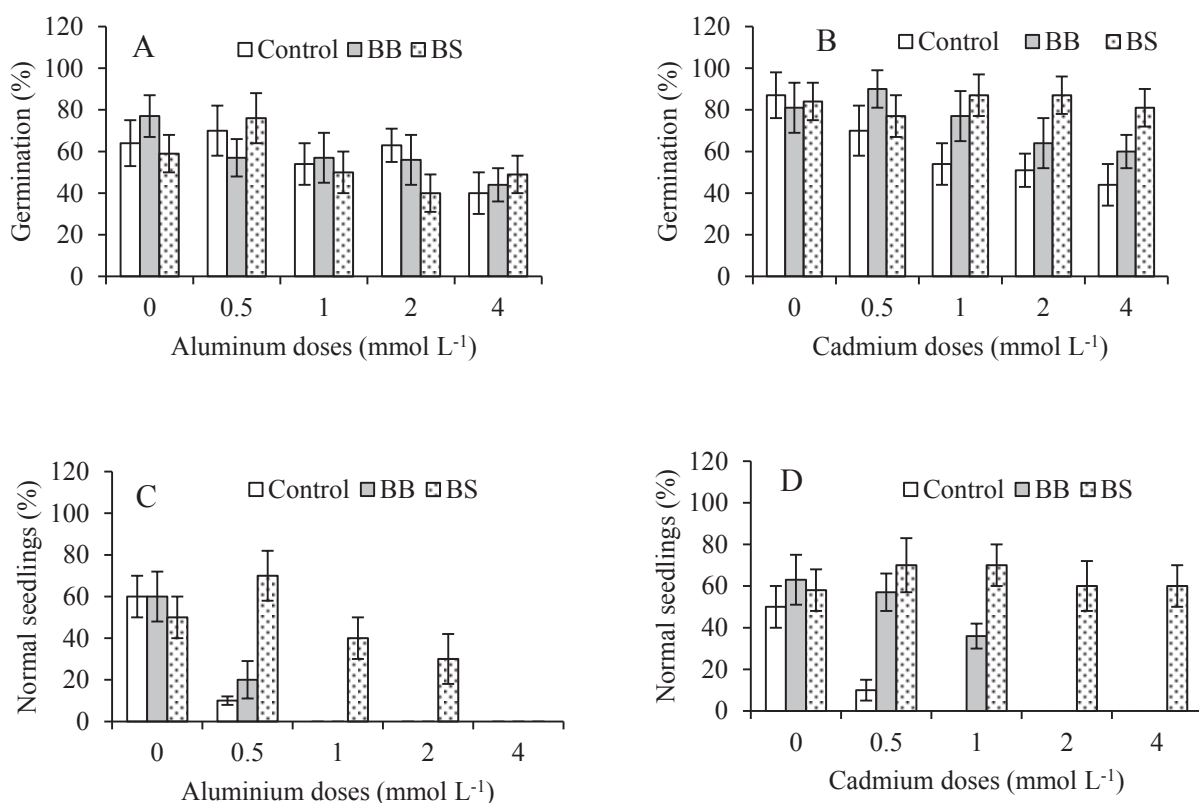 A
Control BB BS
Germination (%)
120
100
80
60
40
20
0
0 0.5 1 2 4
Aluminum doses (mmol L⁻¹)
B
Control BB BS
Germination (%)
120
100
80
60
40
20
0
0 0.5 1 2 4
Cadmium doses (mmol L⁻¹)
C
Control BB BS
Normal seedlings (%)
120
100
80
60
40
20
0
0 0.5 1 2 4
Aluminium doses (mmol L⁻¹)
D
Control BB BS
Normal seedlings (%)
120
100
80
60
40
20
0
0 0.5 1 2 4
Cadmium doses (mmol L⁻¹)